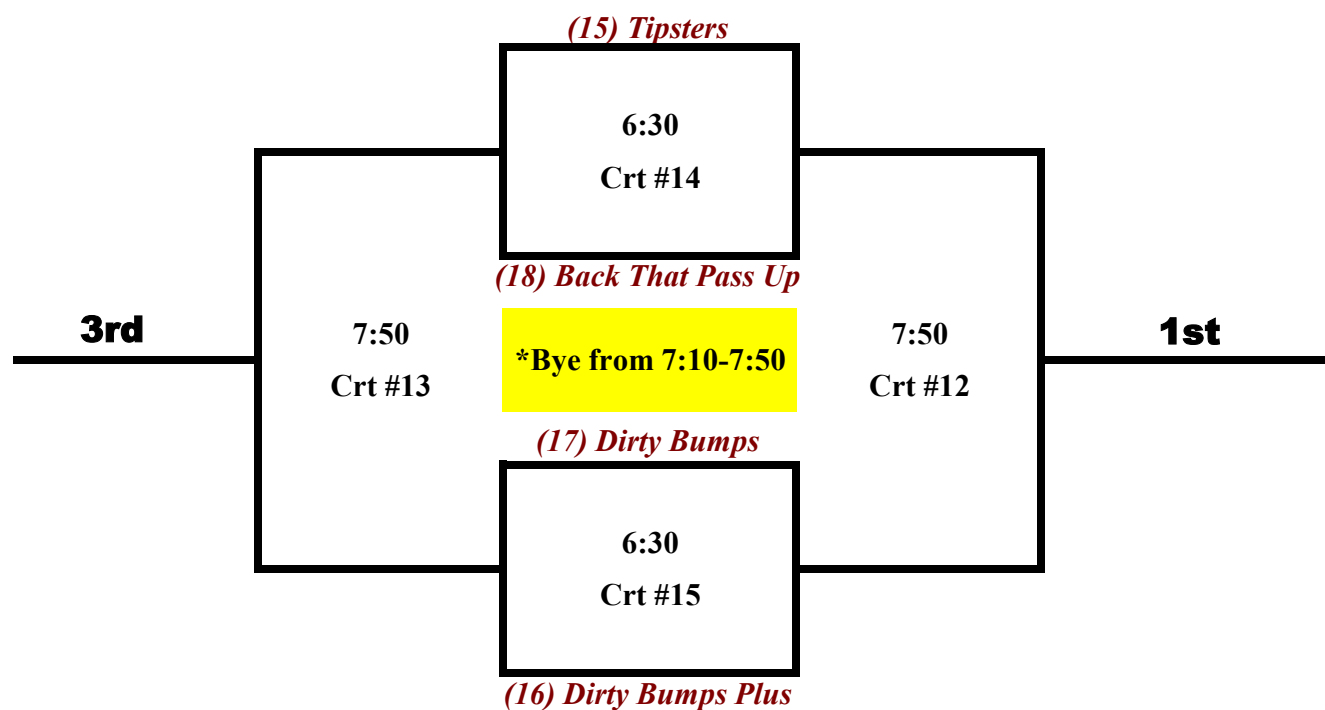 (15) Tipsters
6:30
Crt #14
(18) Back That Pass Up
3rd
7:50
Crt #13
*Bye from 7:10-7:50
7:50
Crt #12
1st
(17) Dirty Bumps
6:30
Crt #15
(16) Dirty Bumps Plus